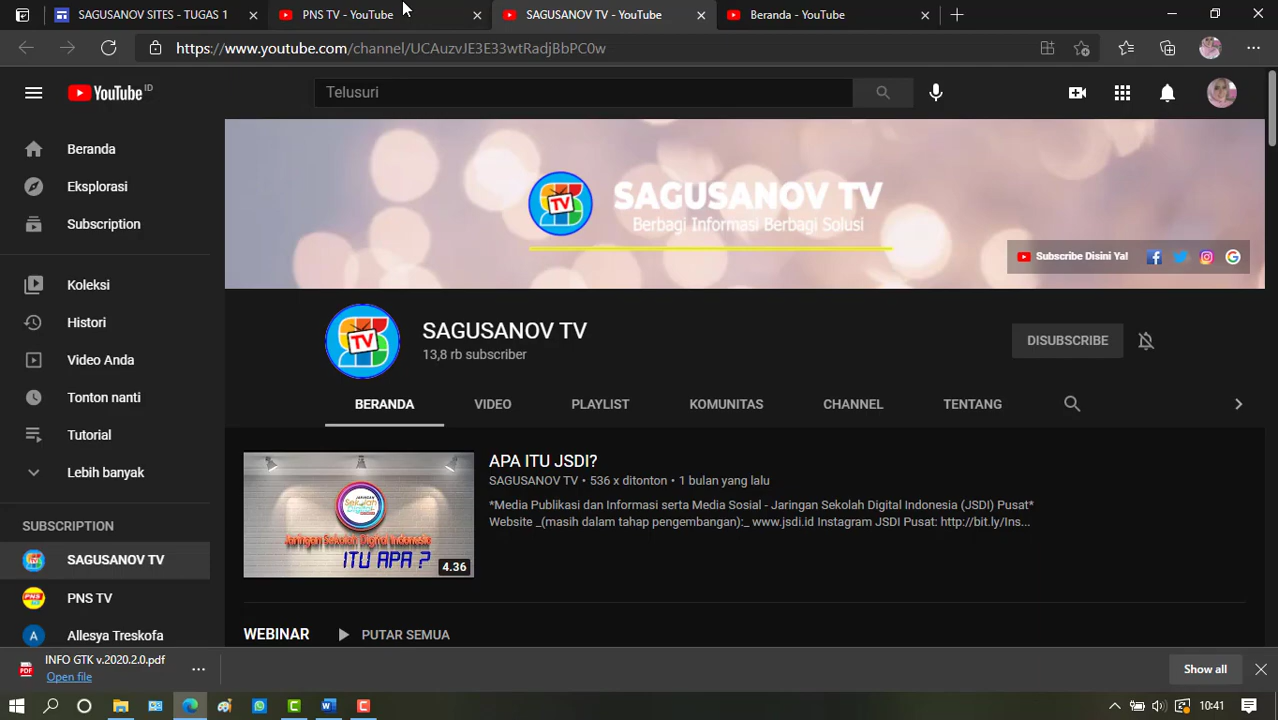 SAGUSANOV SITES - TUGAS 1
PNS TV - YouTube
SAGUSANOV TV - YouTube
Beranda - YouTube
https://www.youtube.com/channel/UCAuzvJE3E33wtRadjBbPC0w
YouTube ID
Telusuri
Beranda
Eksplorasi
Subscription
Koleksi
Histori
Video Anda
Tonton nanti
Tutorial
Lebih banyak
SUBSCRIPTION
SAGUSANOV TV
PNS TV
A Allesya Treskofa
TV
SAGUSANOV TV
Berbagi Informasi Berbagi Solusi
Subscribe Disini Ya!
TV
SAGUSANOV TV
13,8 rb subscriber
DISUBSCRIBE
BERANDA
VIDEO
PLAYLIST
KOMUNITAS
CHANNEL
TENTANG
JARINGAN
Sekolah
Digital
Jaringan Sekolah Digital Indonesia
ITU APA ?
4.36
APA ITU JSDI?
SAGUSANOV TV • 536 x ditonton • 1 bulan yang lalu
*Media Publikasi dan Informasi serta Media Sosial - Jaringan Sekolah Digital Indonesia (JSDI) Pusat*
Website _(masih dalam tahap pengembangan):_ www.jsdi.id Instagram JSDI Pusat: http://bit.ly/Ins...
WEBINAR
PUTAR SEMUA
INFO GTK v.2020.2.0.pdf
Open file
Show all
10:41